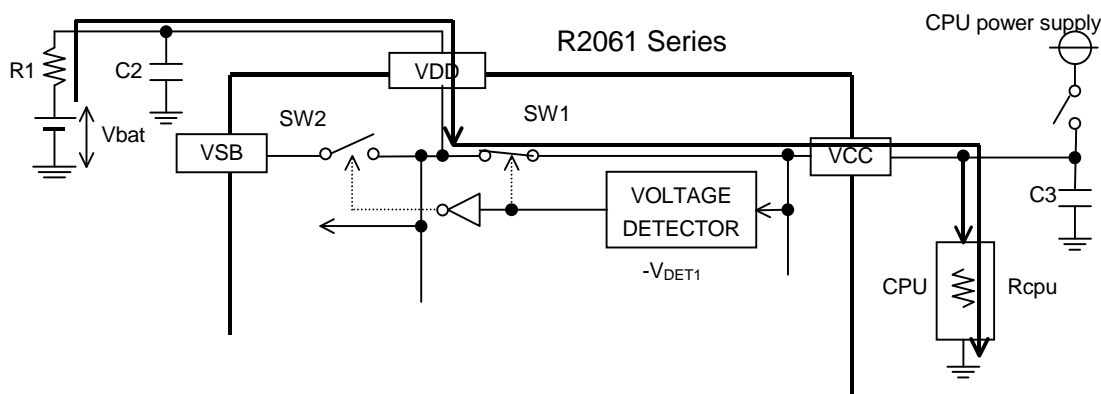 CPU power supply
R2061 Series
R1
C2
VDD
Vbat
SW2
SW1
VSB
VCC
C3
VOLTAGE
DETECTOR
-VDET1
CPU
Rcpu